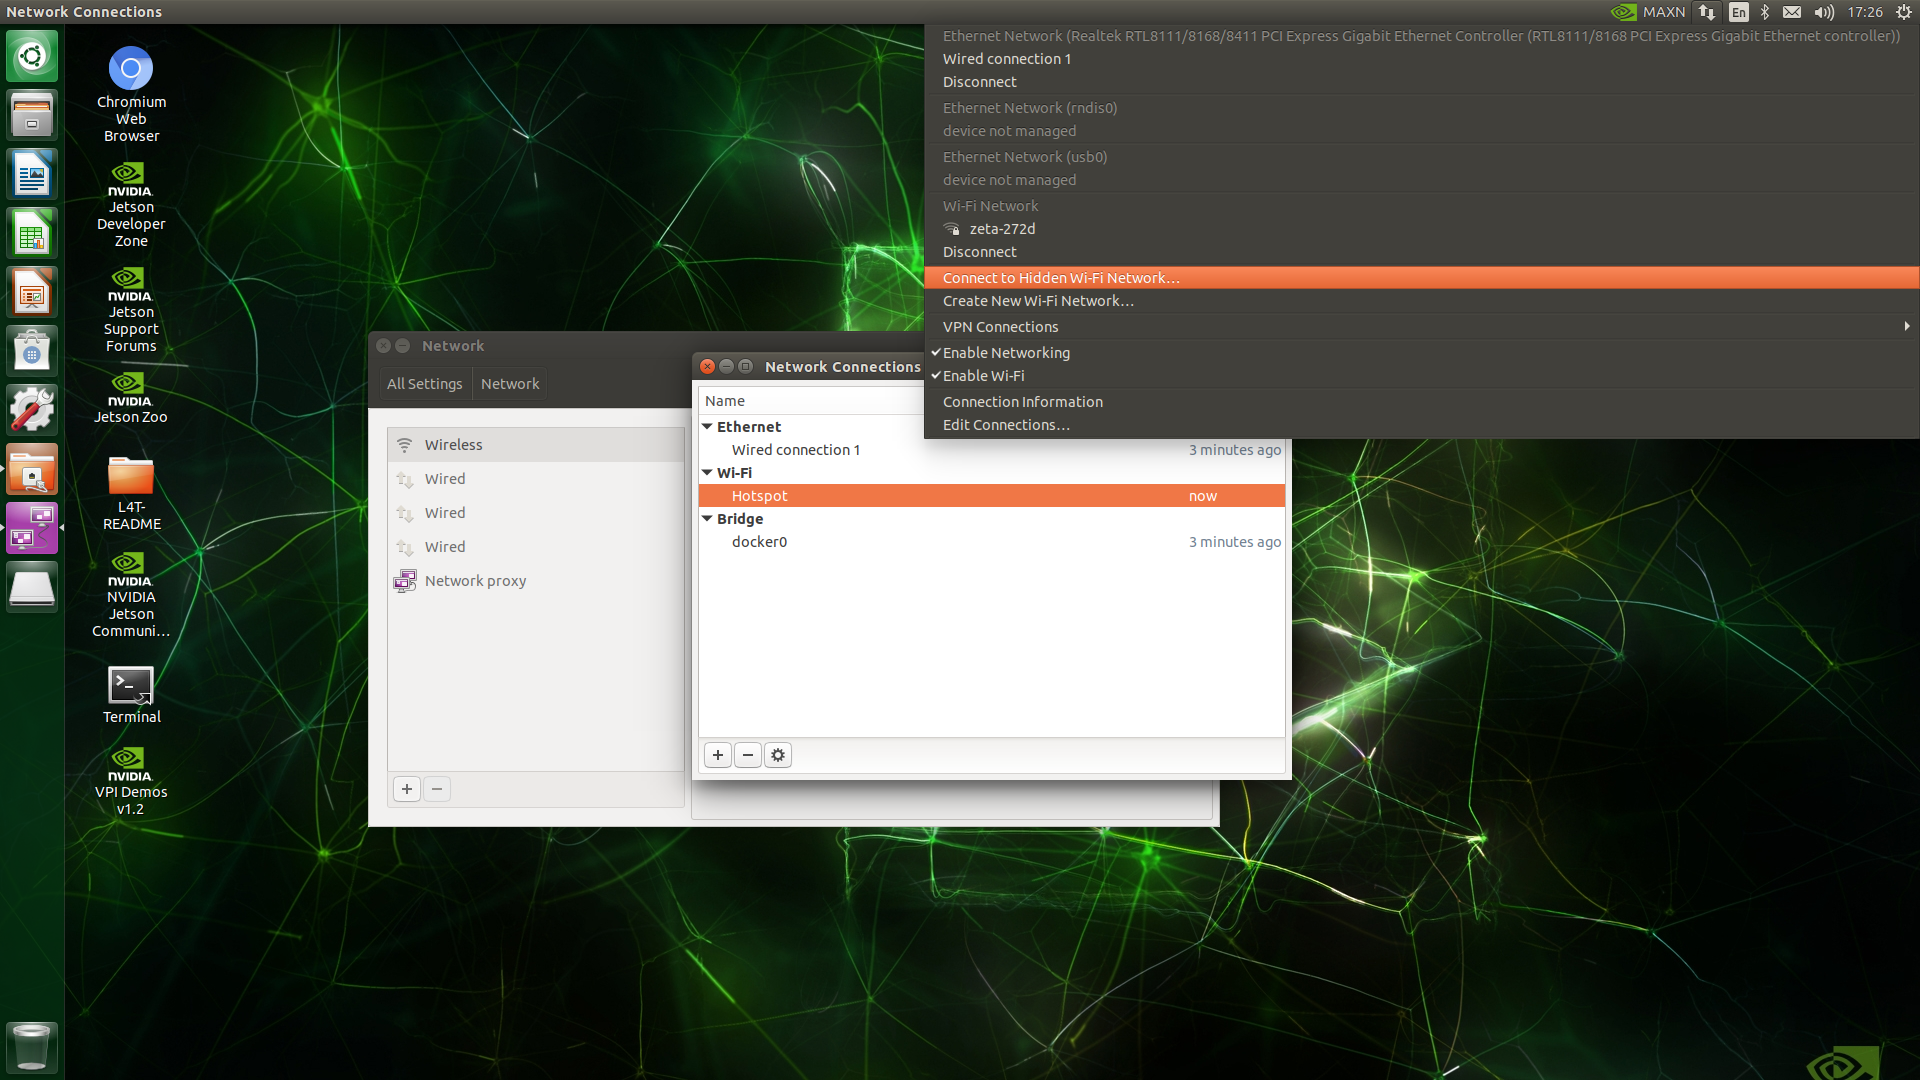 Network Connections
MAXN
En
17:26
Ethernet Network (Realtek RTL8111/8168/8411 PCI Express Gigabit Ethernet Controller (RTL8111/8168 PCI Express Gigabit Ethernet controller))
Wired connection 1
Disconnect
Ethernet Network (rndis0)
device not managed
Ethernet Network (usb0)
device not managed
Wi-Fi Network
zeta-272d
Disconnect
Connect to Hidden Wi-Fi Network…
Create New Wi-Fi Network…
VPN Connections
Enable Networking
Enable Wi-Fi
Connection Information
Edit Connections…
Chromium
Web
Browser
NVIDIA.
Jetson
Developer
Zone
NVIDIA.
Jetson
Support
Forums
NVIDIA.
Jetson Zoo
L4T-
README
NVIDIA.
NVIDIA
Jetson
Communi…
Terminal
NVIDIA.
VPI Demos
v1.2
Network
All Settings
Network
Wireless
Wired
Wired
Wired
Network proxy
Network Connections
Name
Ethernet
Wired connection 1 3 minutes ago
Wi-Fi
Hotspot now
Bridge
docker0 3 minutes ago